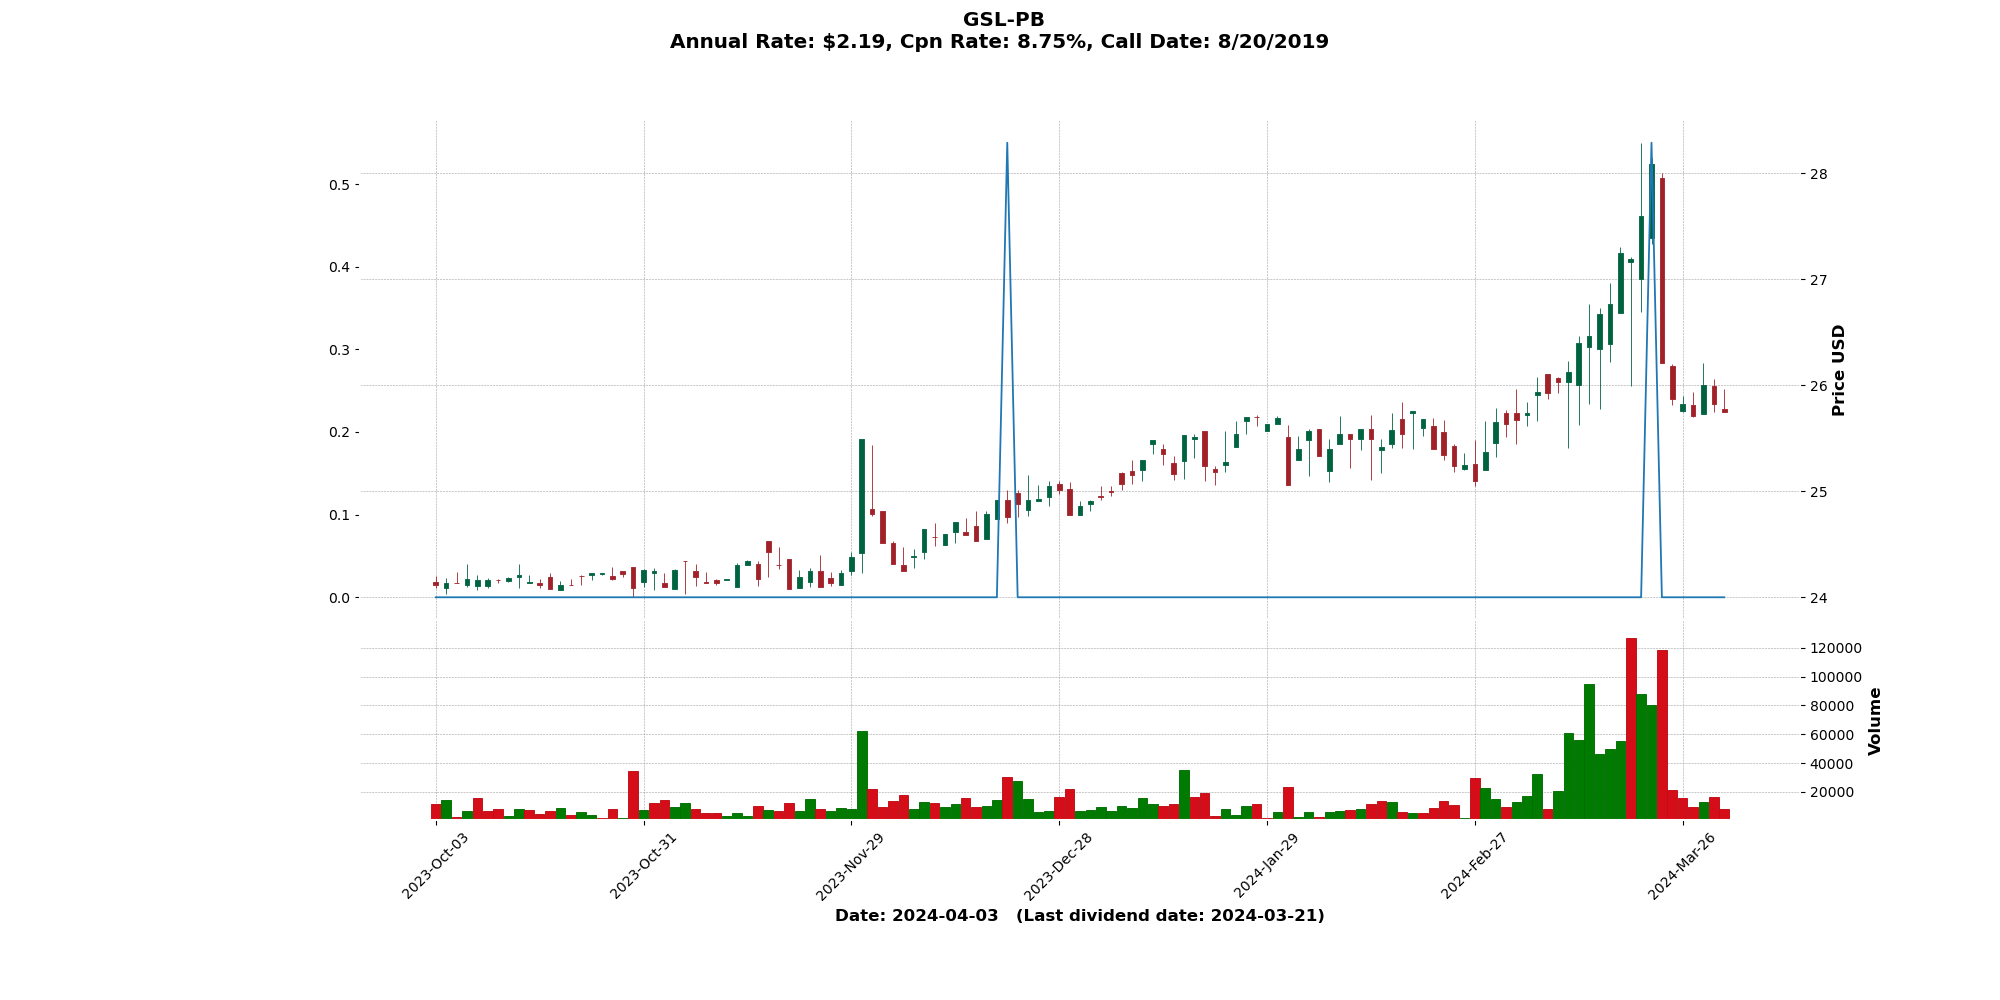 GSL-PB
Annual Rate: $2.19, Cpn Rate: 8.75%, Call Date: 8/20/2019
0.5
0.4
0.3
0.2
0.1
0.0
28
27
26
25
24
Price USD
120000
100000
80000
60000
40000
20000
Volume
2023-Oct-03
2023-Oct-31
2023-Nov-29
2023-Dec-28
2024-Jan-29
2024-Feb-27
2024-Mar-26
Date: 2024-04-03 (Last dividend date: 2024-03-21)